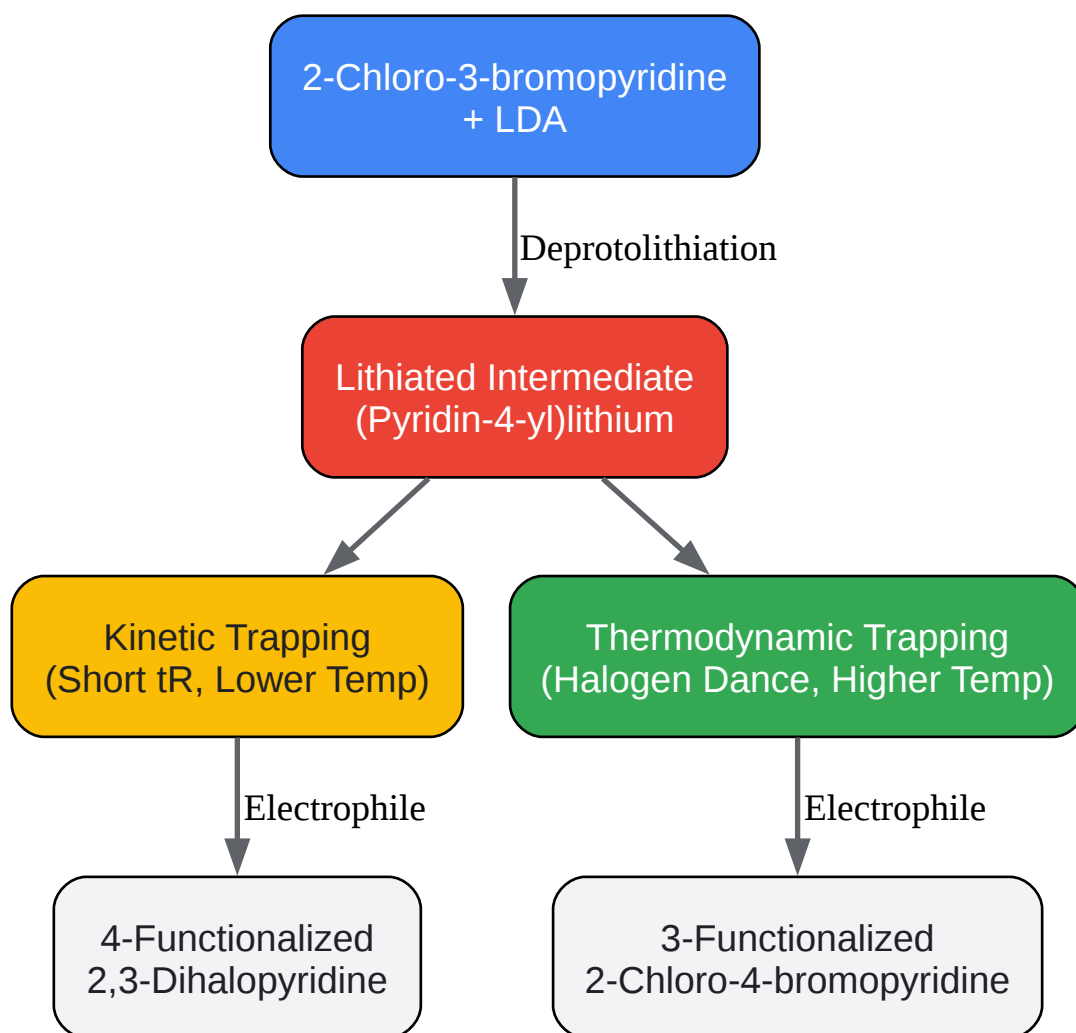 2-Chloro-3-bromopyridine
+ LDA
Deprotolithiation
Lithiated Intermediate
(Pyridin-4-yl)lithium
Kinetic Trapping
(Short tR, Lower Temp)
Thermodynamic Trapping
(Halogen Dance, Higher Temp)
Electrophile
Electrophile
4-Functionalized
2,3-Dihalopyridine
3-Functionalized
2-Chloro-4-bromopyridine